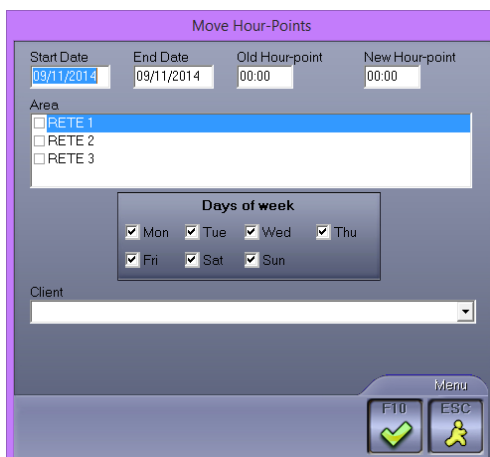 Move Hour-Points
Start Date End Date Old Hour-point New Hour-point
09/11/2014 09/11/2014 00:00 00:00
Area
RETE 1
RETE 2
RETE 3
Days of week
Mon Tue Wed Thu
Fri Sat Sun
Client
Menu
F10 ESC